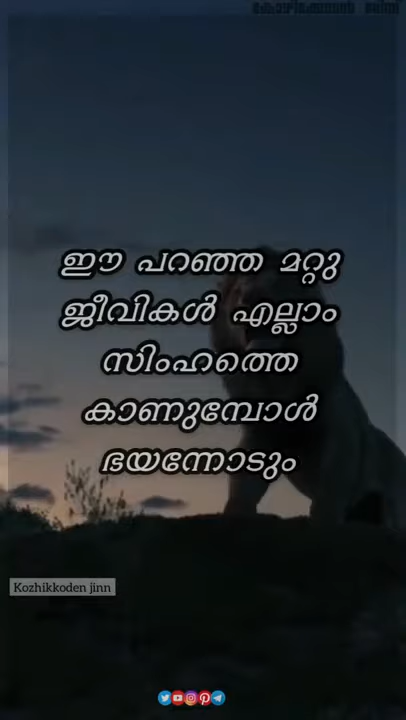 ഈ പറഞ്ഞ മറ്റു
ജീവികൾ എല്ലാം
സിംഹത്തെ
കാണുമ്പോൾ
ഭയന്നോടും
Kozhikkoden jinn